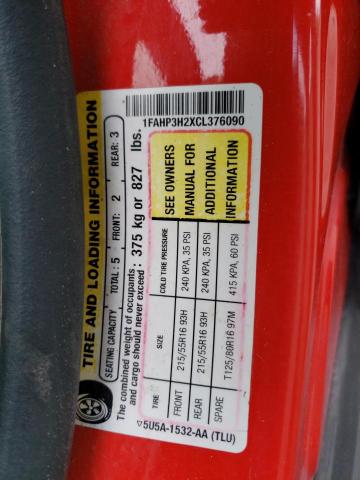 TIRE AND LOADING INFORMATION
SEATING CAPACITY TOTAL : 5 FRONT: 2 REAR: 3
The combined weight of occupants
and cargo should never exceed : 375 kg or 827 lbs.
TIRE SIZE COLD TIRE PRESSURE SEE OWNERS
FRONT 215/55R16 93H 240 KPA, 35 PSI MANUAL FOR
REAR 215/55R16 93H 240 KPA, 35 PSI ADDITIONAL
SPARE T125/80R16 97M 415 KPA, 60 PSI INFORMATION
▽5U5A-1532-AA (TLU) 1FAHP3H2XCL376090